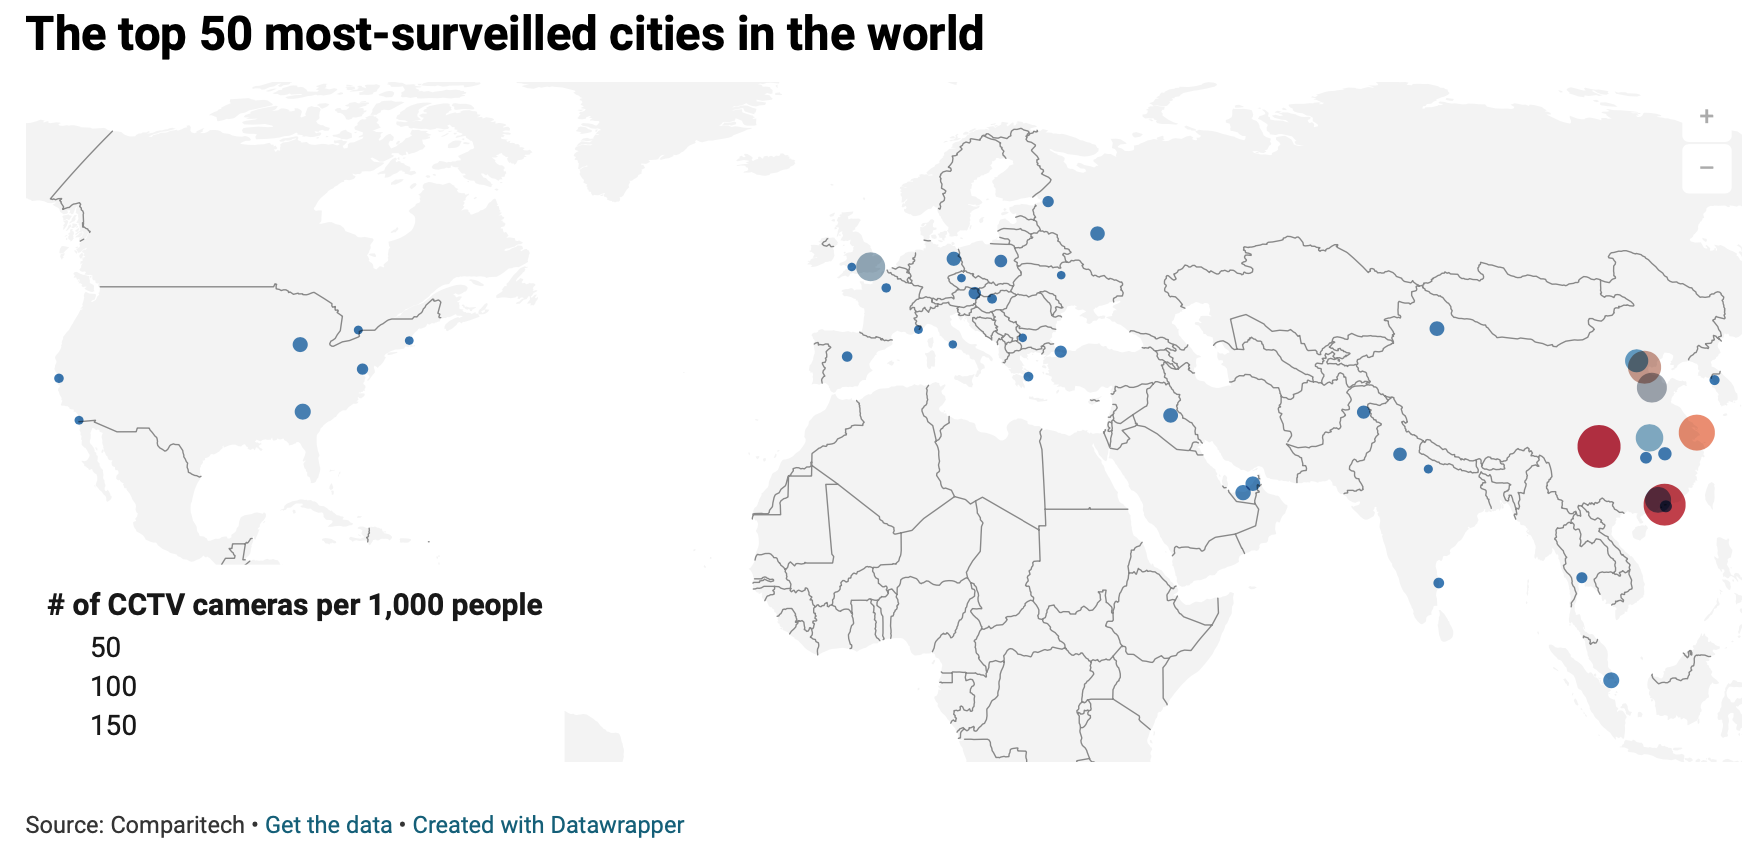 The top 50 most-surveilled cities in the world
+
−
# of CCTV cameras per 1,000 people
50
100
150
Source: Comparitech • Get the data • Created with Datawrapper